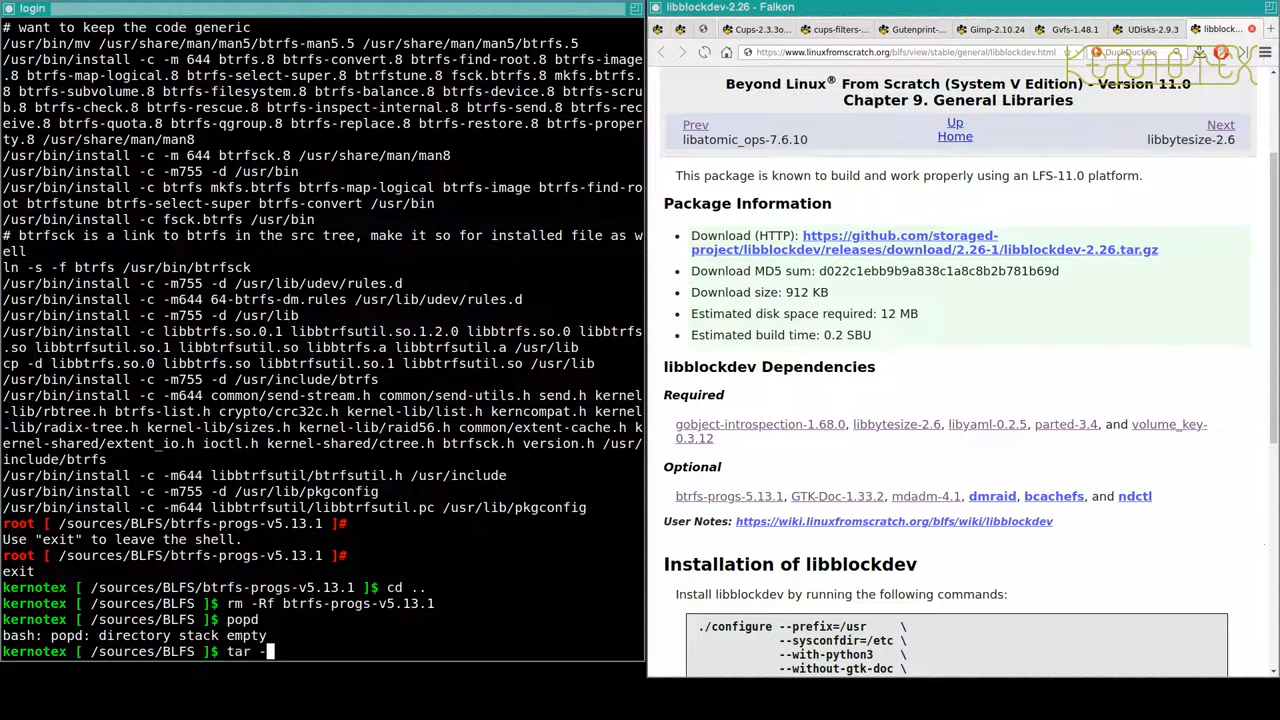 login
# want to keep the code generic
/usr/bin/mv /usr/share/man/man5/btrfs-man5.5 /usr/share/man/man5/btrfs.5
/usr/bin/install -c -m 644 btrfs.8 btrfs-convert.8 btrfs-find-root.8 btrfs-image
.8 btrfs-map-logical.8 btrfs-select-super.8 btrfstune.8 fsck.btrfs.8 mkfs.btrfs.
8 btrfs-subvolume.8 btrfs-filesystem.8 btrfs-balance.8 btrfs-device.8 btrfs-scru
b.8 btrfs-check.8 btrfs-rescue.8 btrfs-inspect-internal.8 btrfs-send.8 btrfs-rec
eive.8 btrfs-quota.8 btrfs-qgroup.8 btrfs-replace.8 btrfs-restore.8 btrfs-proper
ty.8 /usr/share/man/man8
/usr/bin/install -c -m 644 btrfsck.8 /usr/share/man/man8
/usr/bin/install -c -m755 -d /usr/bin
/usr/bin/install -c btrfs mkfs.btrfs btrfs-map-logical btrfs-image btrfs-find-ro
ot btrfstune btrfs-select-super btrfs-convert /usr/bin
/usr/bin/install -c fsck.btrfs /usr/bin
# btrfsck is a link to btrfs in the src tree, make it so for installed file as w
ell
ln -s -f btrfs /usr/bin/btrfsck
/usr/bin/install -c -m755 -d /usr/lib/udev/rules.d
/usr/bin/install -c -m644 64-btrfs-dm.rules /usr/lib/udev/rules.d
/usr/bin/install -c -m755 -d /usr/lib
/usr/bin/install -c libbtrfs.so.0.1 libbtrfsutil.so.1.2.0 libbtrfs.so.0 libbtrfs
.so libbtrfsutil.so.1 libbtrfsutil.so libbtrfs.a libbtrfsutil.a /usr/lib
cp -d libbtrfs.so.0 libbtrfs.so libbtrfsutil.so.1 libbtrfsutil.so /usr/lib
/usr/bin/install -c -m755 -d /usr/include/btrfs
/usr/bin/install -c -m644 common/send-stream.h common/send-utils.h send.h kernel
-lib/rbtree.h btrfs-list.h crypto/crc32c.h kernel-lib/list.h kerncompat.h kernel
-lib/radix-tree.h kernel-lib/sizes.h kernel-lib/raid56.h common/extent-cache.h k
ernel-shared/extent_io.h ioctl.h kernel-shared/ctree.h btrfsck.h version.h /usr/
include/btrfs
/usr/bin/install -c -m644 libbtrfsutil/btrfsutil.h /usr/include
/usr/bin/install -c -m755 -d /usr/lib/pkgconfig
/usr/bin/install -c -m644 libbtrfsutil/libbtrfsutil.pc /usr/lib/pkgconfig
root [ /sources/BLFS/btrfs-progs-v5.13.1 ]#
Use "exit" to leave the shell.
root [ /sources/BLFS/btrfs-progs-v5.13.1 ]#
exit
kernotex [ /sources/BLFS/btrfs-progs-v5.13.1 ]$ cd ..
kernotex [ /sources/BLFS ]$ rm -Rf btrfs-progs-v5.13.1
kernotex [ /sources/BLFS ]$ popd
bash: popd: directory stack empty
kernotex [ /sources/BLFS ]$ tar -
libblockdev-2.26 - Falkon
Cups-2.3.3o... cups-filters-... Gutenprint-... Gimp-2.10.24 Gvfs-1.48.1 UDisks-2.9.3 libblock...
https://www.linuxfromscratch.org/blfs/view/stable/general/libblockdev.html DuckDuckGo
KERNOTEX
Beyond Linux® From Scratch (System V Edition) - Version 11.0
Chapter 9. General Libraries
Prev Up Next
libatomic_ops-7.6.10 Home libbytesize-2.6
This package is known to build and work properly using an LFS-11.0 platform.
Package Information
• Download (HTTP): https://github.com/storaged-
project/libblockdev/releases/download/2.26-1/libblockdev-2.26.tar.gz
• Download MD5 sum: d022c1ebb9b9a838c1a8c8b2b781b69d
• Download size: 912 KB
• Estimated disk space required: 12 MB
• Estimated build time: 0.2 SBU
libblockdev Dependencies
Required
gobject-introspection-1.68.0, libbytesize-2.6, libyaml-0.2.5, parted-3.4, and volume_key-
0.3.12
Optional
btrfs-progs-5.13.1, GTK-Doc-1.33.2, mdadm-4.1, dmraid, bcachefs, and ndctl
User Notes: https://wiki.linuxfromscratch.org/blfs/wiki/libblockdev
Installation of libblockdev
Install libblockdev by running the following commands:
./configure --prefix=/usr \
--sysconfdir=/etc \
--with-python3 \
--without-gtk-doc \